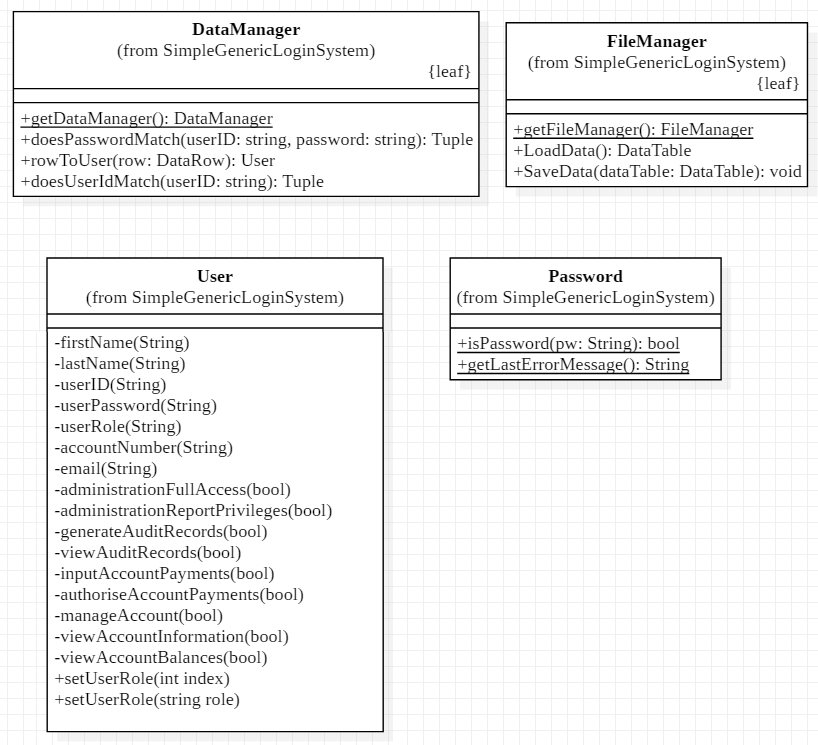 DataManager
(from SimpleGenericLoginSystem)
{leaf}
+getDataManager(): DataManager
+doesPasswordMatch(userID: string, password: string): Tuple
+rowToUser(row: DataRow): User
+doesUserIdMatch(userID: string): Tuple
FileManager
(from SimpleGenericLoginSystem)
{leaf}
+getFileManager(): FileManager
+LoadData(): DataTable
+SaveData(dataTable: DataTable): void
User
(from SimpleGenericLoginSystem)
-firstName(String)
-lastName(String)
-userID(String)
-userPassword(String)
-userRole(String)
-accountNumber(String)
-email(String)
-administrationFullAccess(bool)
-administrationReportPrivileges(bool)
-generateAuditRecords(bool)
-viewAuditRecords(bool)
-inputAccountPayments(bool)
-authoriseAccountPayments(bool)
-manageAccount(bool)
-viewAccountInformation(bool)
-viewAccountBalances(bool)
+setUserRole(int index)
+setUserRole(string role)
Password
(from SimpleGenericLoginSystem)
+isPassword(pw: String): bool
+getLastErrorMessage(): String